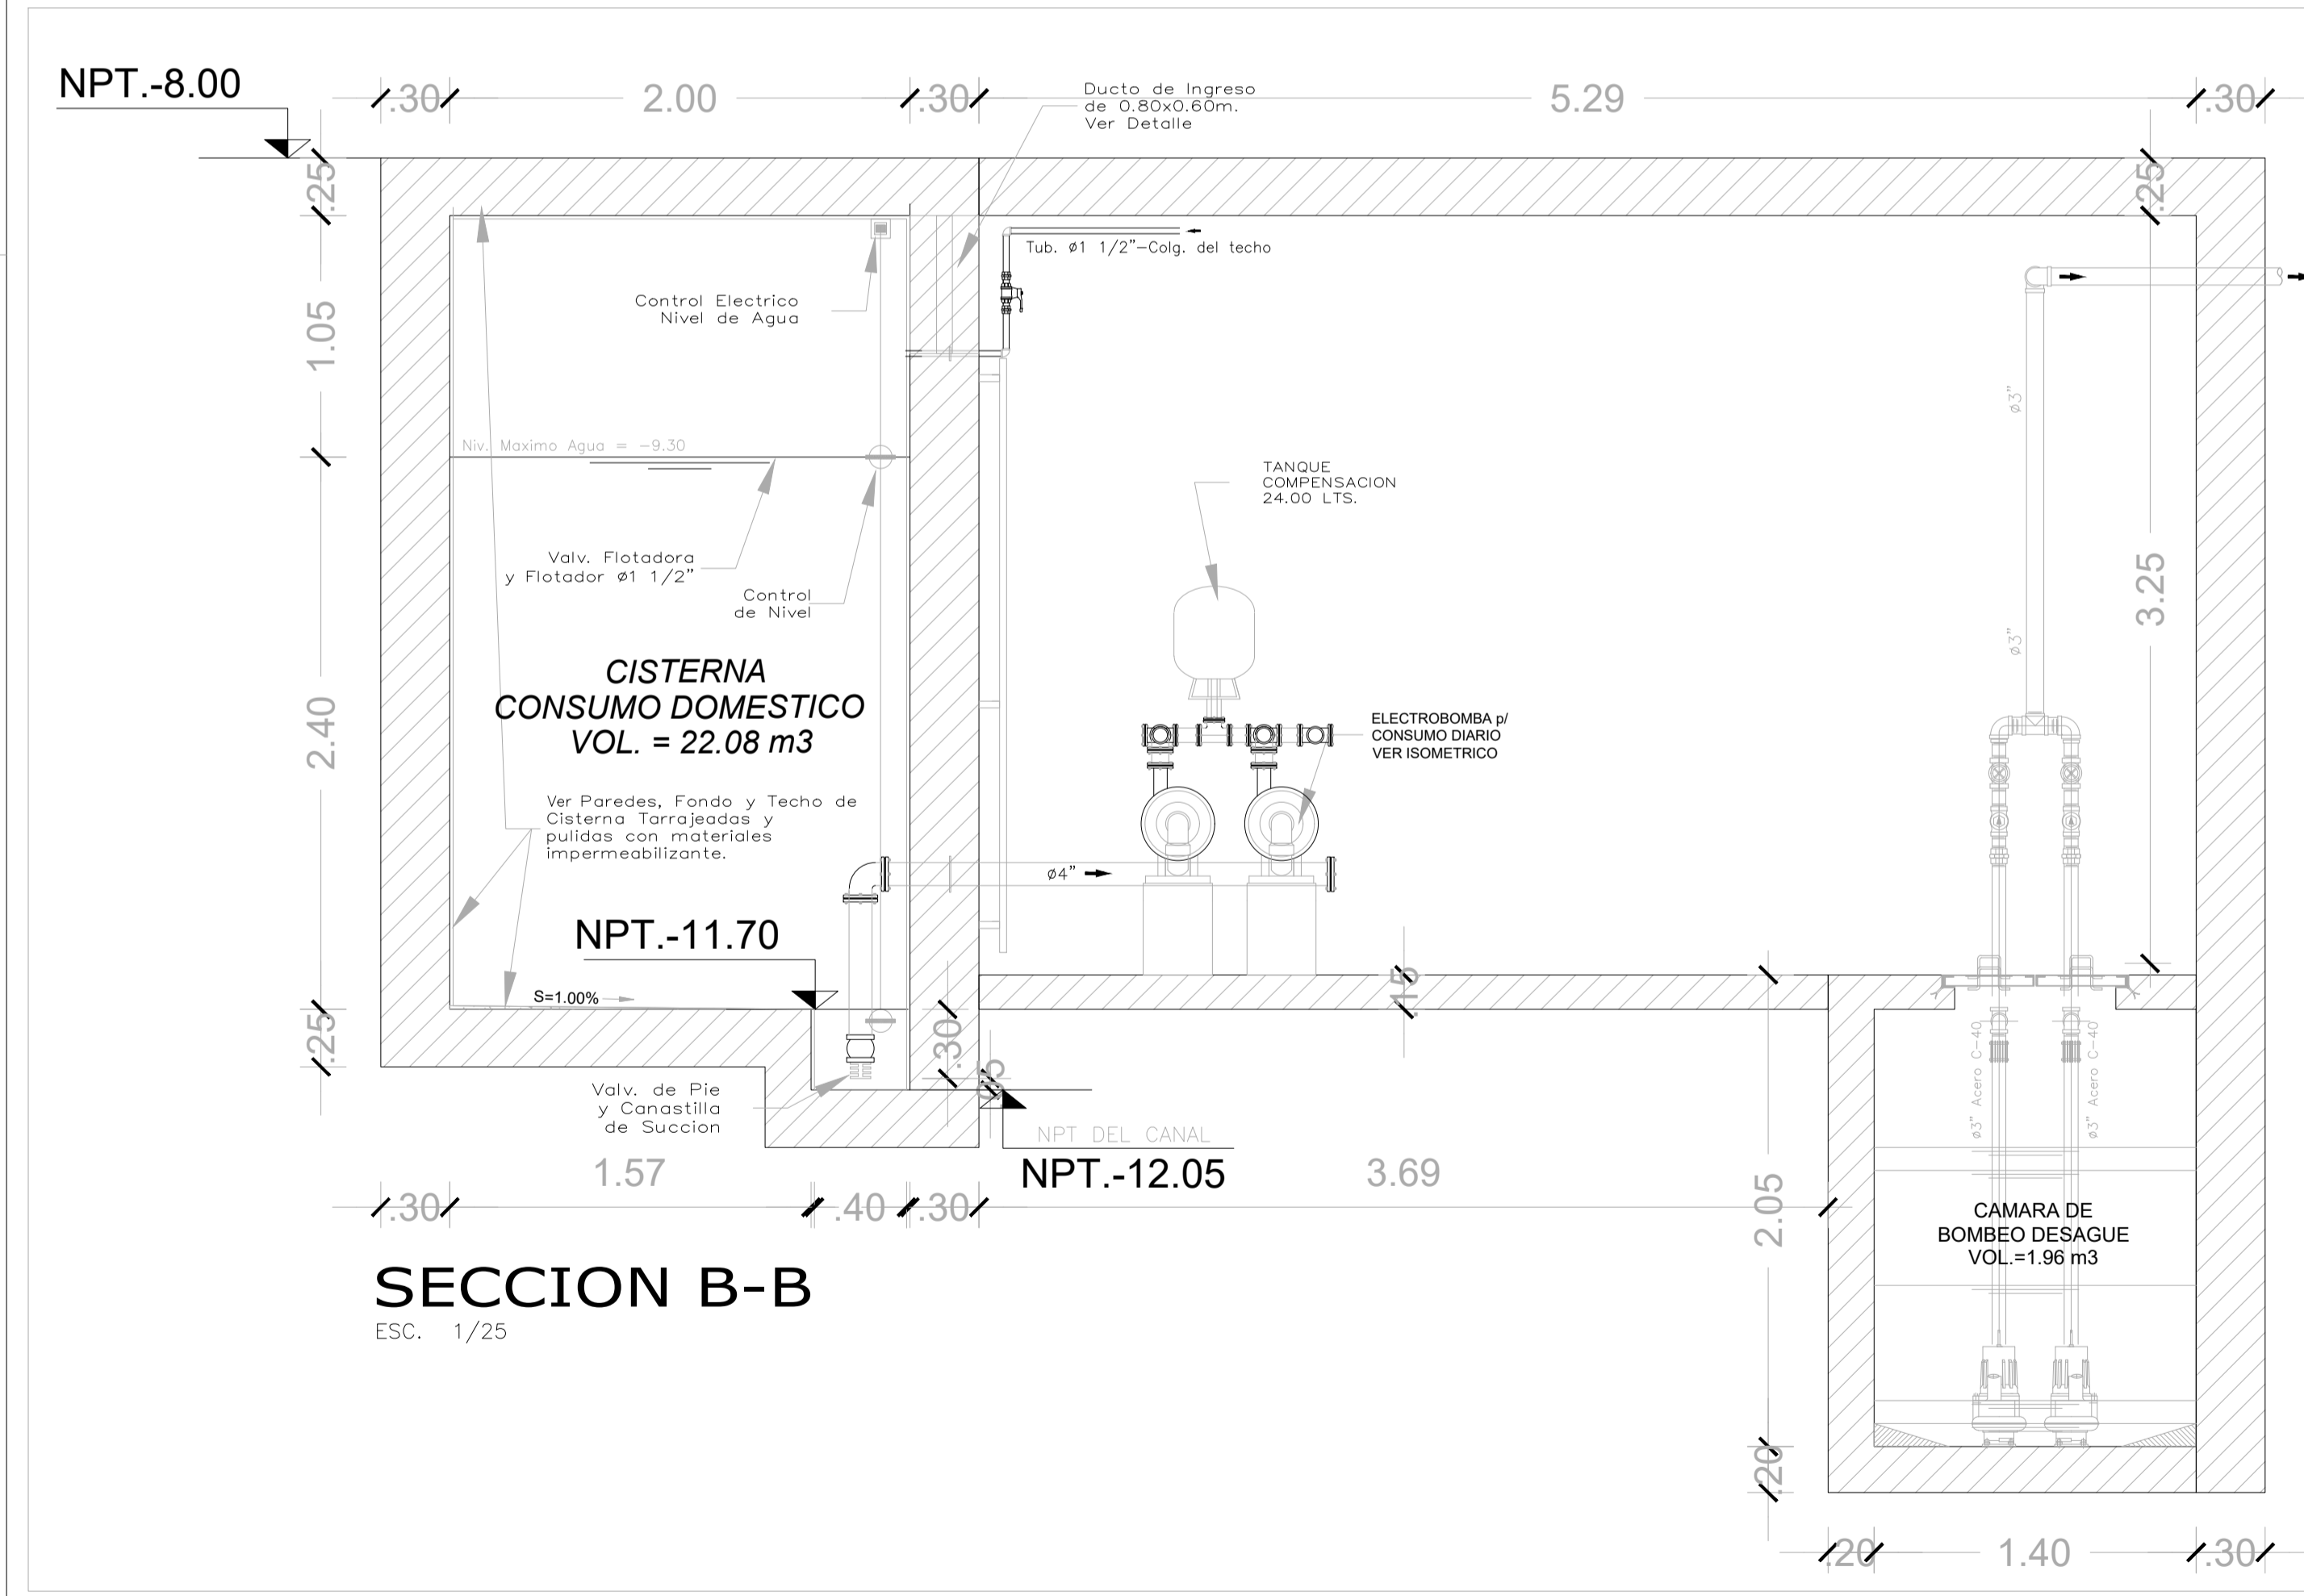 NPT.-8.00
.30
2.00
.30
Ducto de Ingreso
de 0.80x0.60m.
Ver Detalle
5.29
.30
.25
.25
Tub. ø1 1/2"-Colg. del techo
Control Electrico
Nivel de Agua
1.05
ø3"
Niv. Maximo Agua = -9.30
TANQUE
COMPENSACION
24.00 LTS.
Valv. Flotadora
y Flotador ø1 1/2"
Control
de Nivel
3.25
ø3"
CISTERNA
CONSUMO DOMESTICO
VOL. = 22.08 m3
2.40
ELECTROBOMBA p/
CONSUMO DIARIO
VER ISOMETRICO
Ver Paredes, Fondo y Techo de
Cisterna Tarrajeadas y
pulidas con materiales
impermeabilizante.
ø4"
NPT.-11.70
S=1.00%
.15
.25
.30
.05
ø3" Acero C-40
ø3" Acero C-40
Valv. de Pie
y Canastilla
de Succion
NPT DEL CANAL
NPT.-12.05
1.57
3.69
.30
.40
.30
2.05
CAMARA DE
BOMBEO DESAGUE
VOL.=1.96 m3
SECCION B-B
ESC. 1/25
.20
.20
1.40
.30